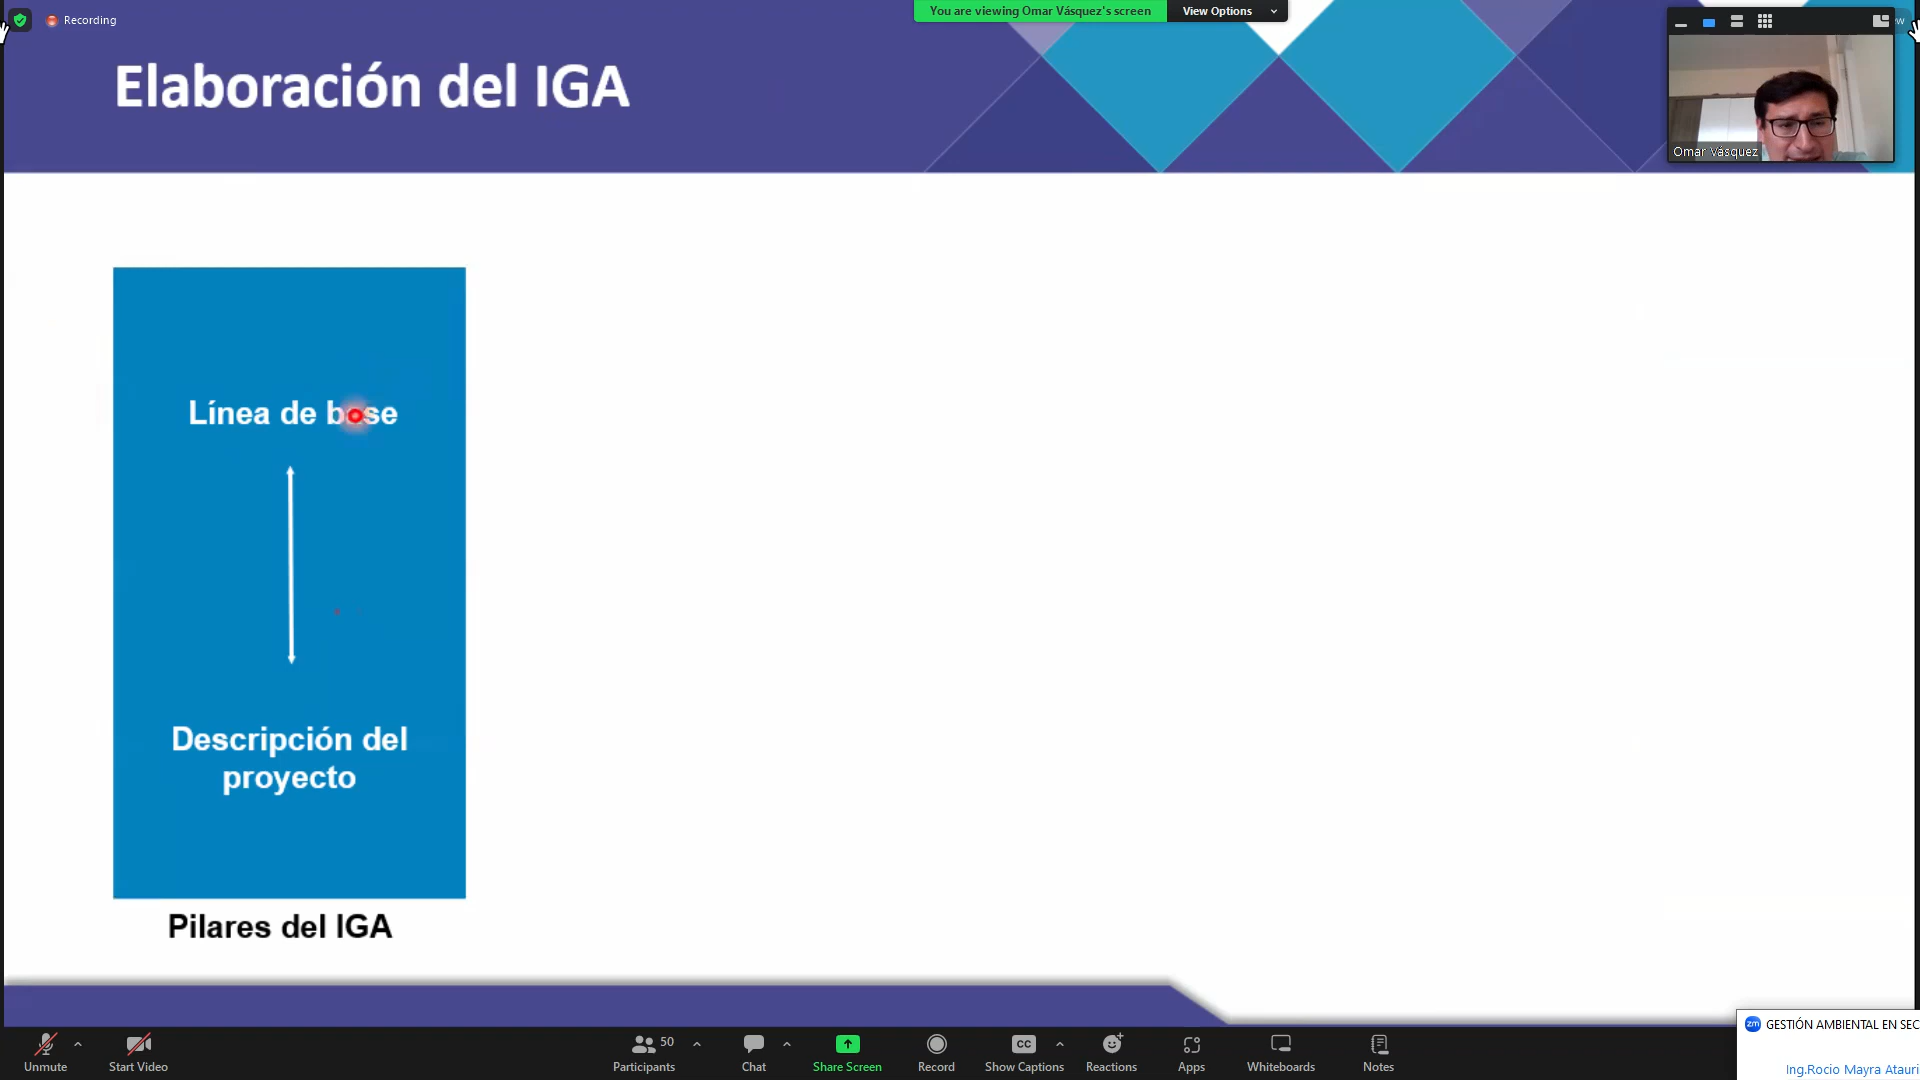 Recording
You are viewing Omar Vásquez's screen
View Options
Elaboración del IGA
Omar Vásquez
Línea de base
Descripción del
proyecto
Pilares del IGA
GESTIÓN AMBIENTAL EN SEC
Ing.Rocio Mayra Atauri
Unmute
Start Video
50
Participants
Chat
Share Screen
Record
CC
Show Captions
Reactions
Apps
Whiteboards
Notes
zm